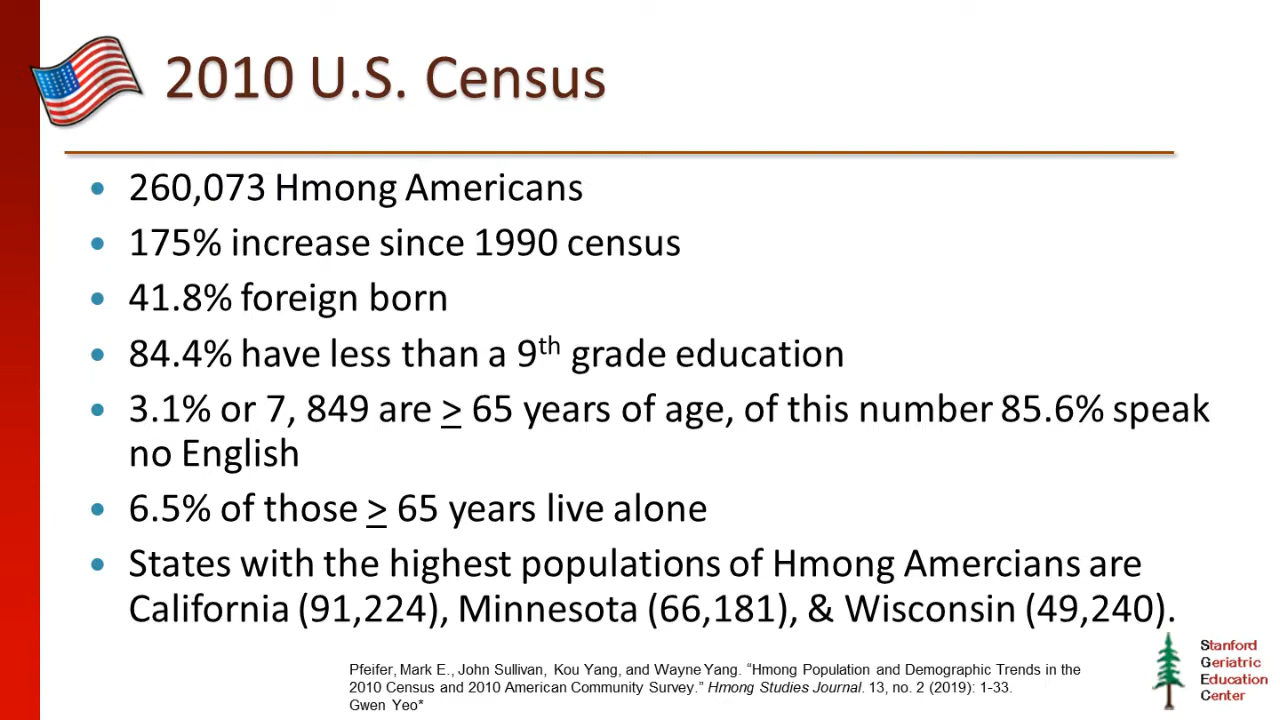 2010 U.S. Census
• 260,073 Hmong Americans
• 175% increase since 1990 census
• 41.8% foreign born
• 84.4% have less than a 9th grade education
• 3.1% or 7, 849 are > 65 years of age, of this number 85.6% speak
no English
• 6.5% of those > 65 years live alone
• States with the highest populations of Hmong Amercians are
California (91,224), Minnesota (66,181), & Wisconsin (49,240).
Pfeifer, Mark E., John Sullivan, Kou Yang, and Wayne Yang. “Hmong Population and Demographic Trends in the
2010 Census and 2010 American Community Survey.” Hmong Studies Journal. 13, no. 2 (2019): 1-33.
Gwen Yeo*
Stanford
Geriatric
Education
Center